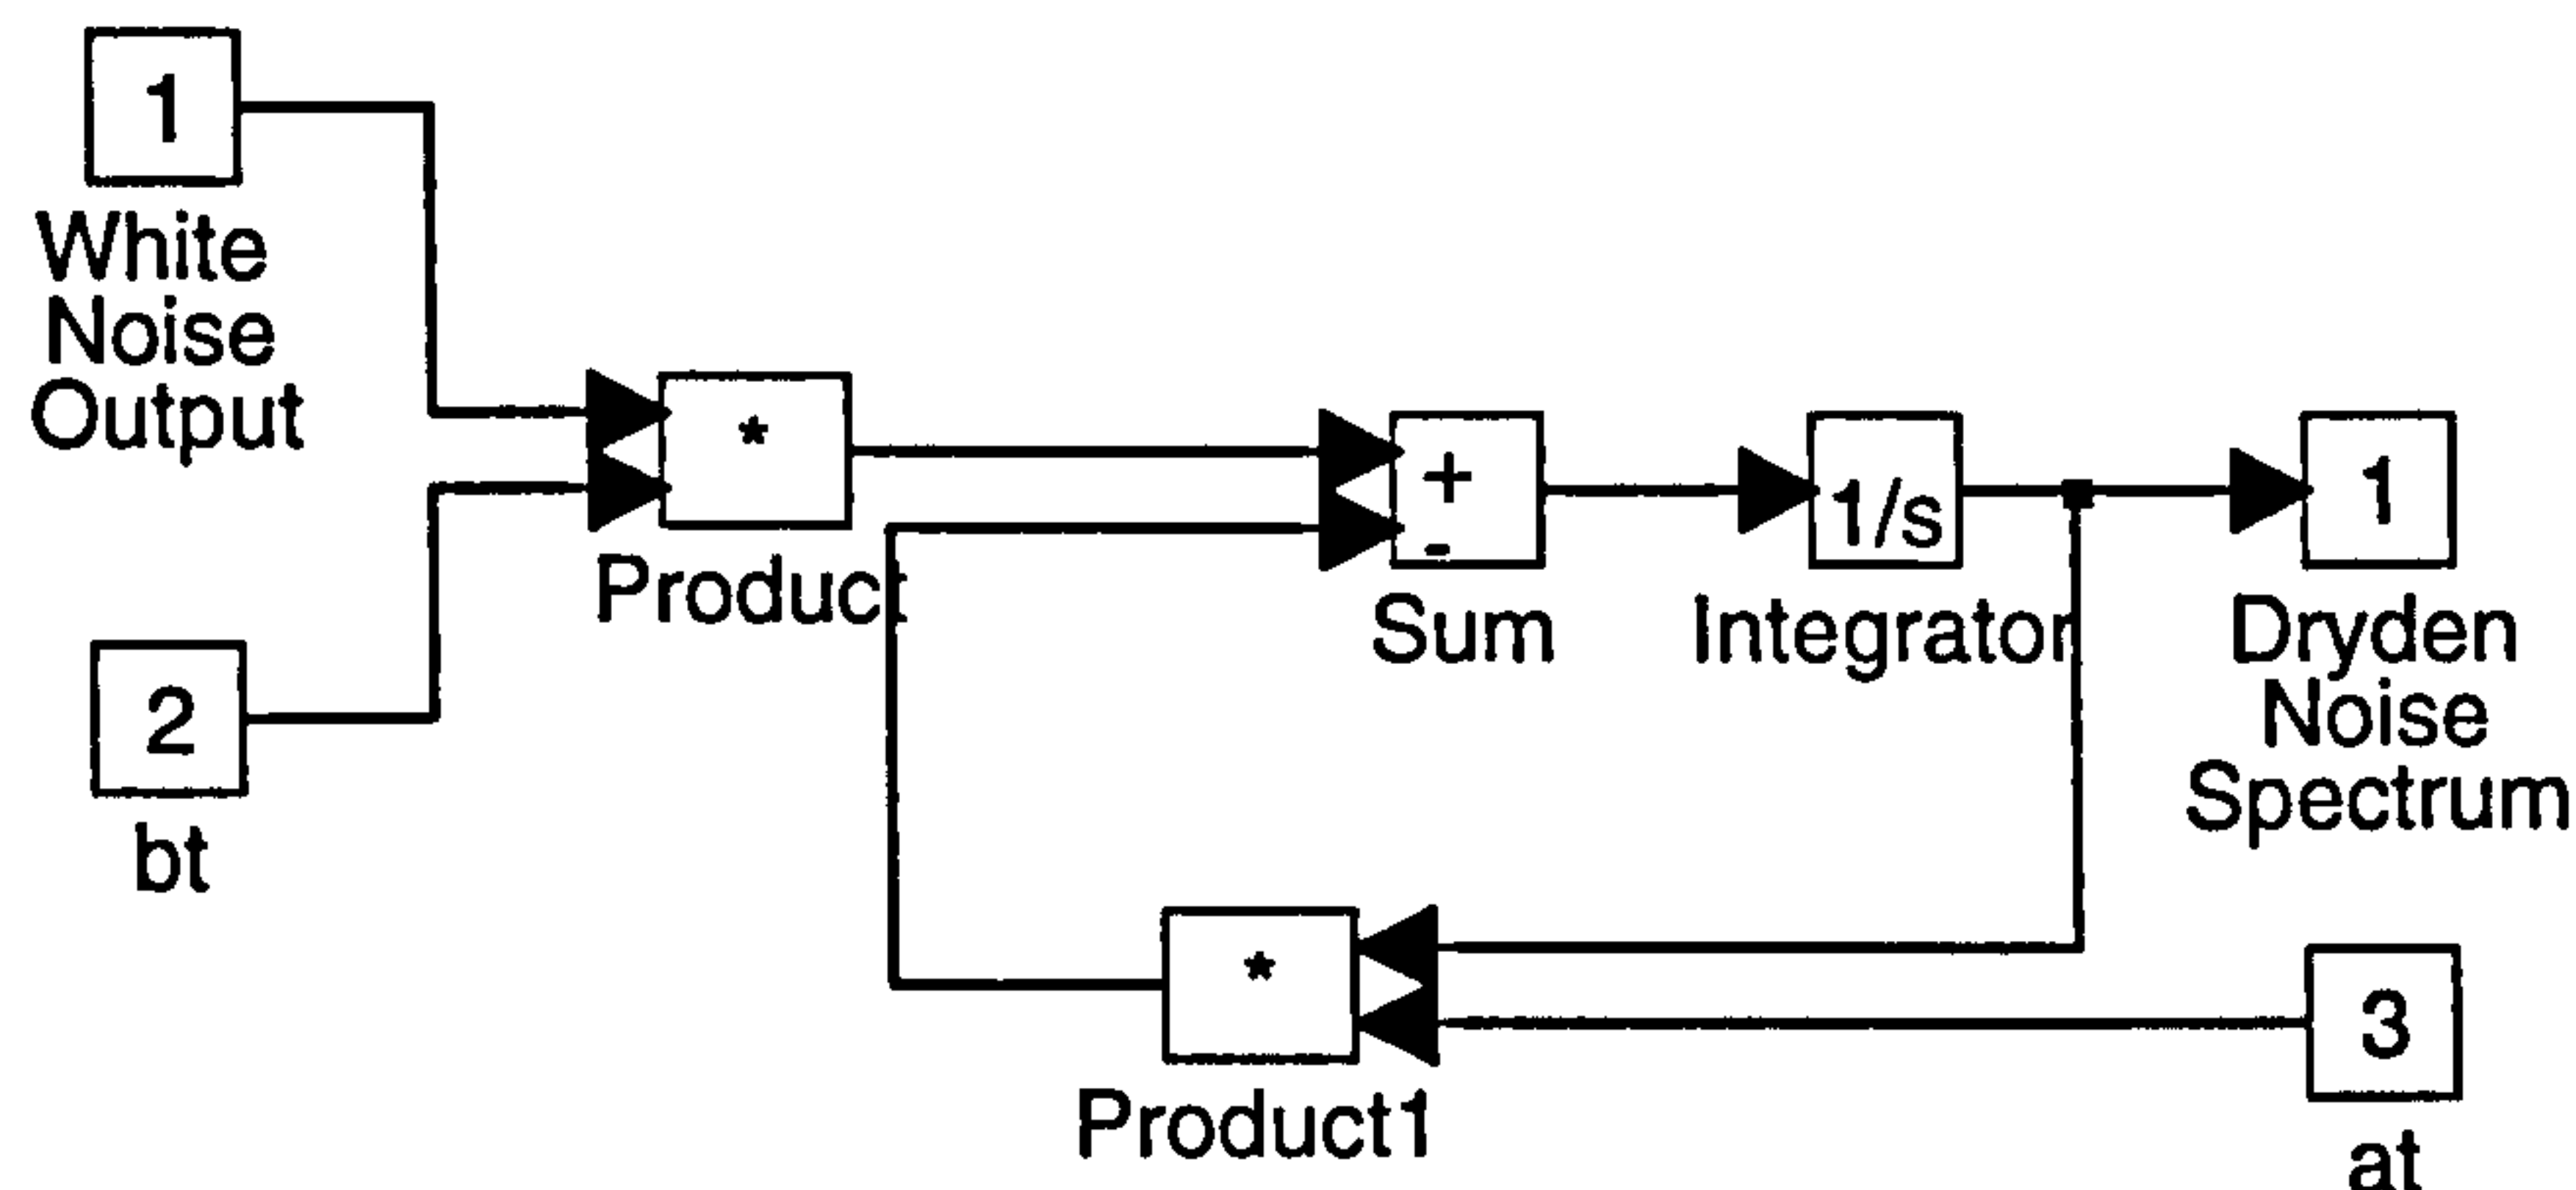 1
White
Noise
Output
*
Product
+
-
Sum
1/s
Integrator
1
Dryden
Noise
Spectrum
2
bt
*
Product1
3
at